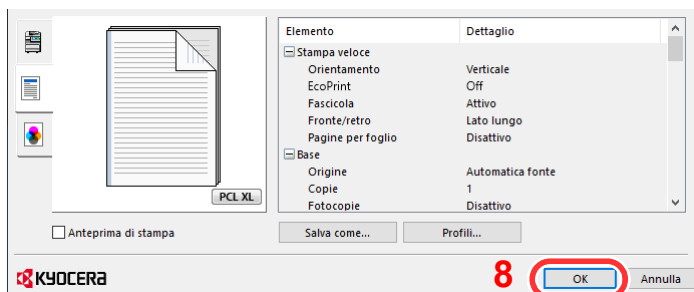 Elemento Dettaglio
Stampa veloce
Orientamento Verticale
EcoPrint Off
Fascicola Attivo
Fronte/retro Lato lungo
Pagine per foglio Disattivo
Base
Origine Automatica fonte
Copie 1
Fotocopie Disattivo
PCL XL
Anteprima di stampa Salva come... Profili...
KYOCERA 8 OK Annulla